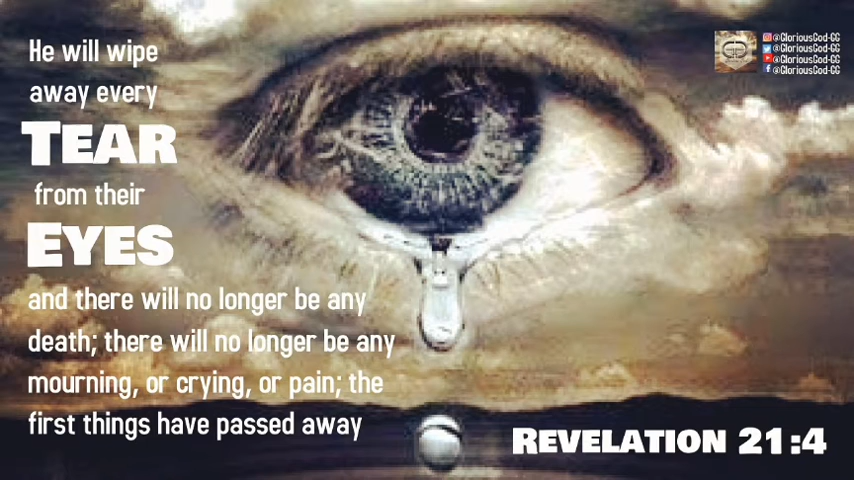 He will wipe
away every
TEAR
from their
EYES
and there will no longer be any
death; there will no longer be any
mourning, or crying, or pain; the
first things have passed away
REVELATION 21:4
@GloriousGod-GG
@GloriousGod-GG
@GloriousGod-GG
@GloriousGod-GG